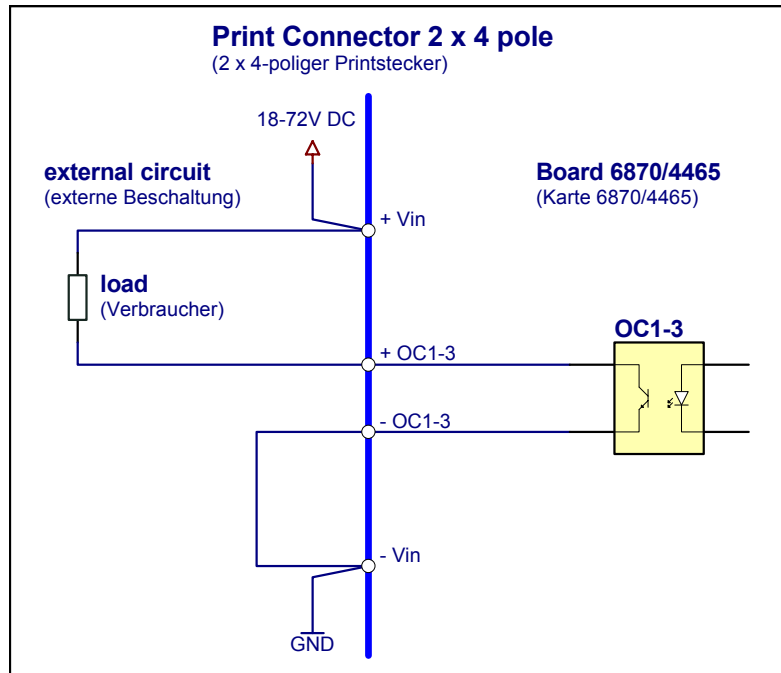 Print Connector 2 x 4 pole
(2 x 4-poliger Printstecker)
18-72V DC
external circuit
(externe Beschaltung)
Board 6870/4465
(Karte 6870/4465)
+ Vin
load
(Verbraucher)
OC1-3
+ OC1-3
- OC1-3
- Vin
GND